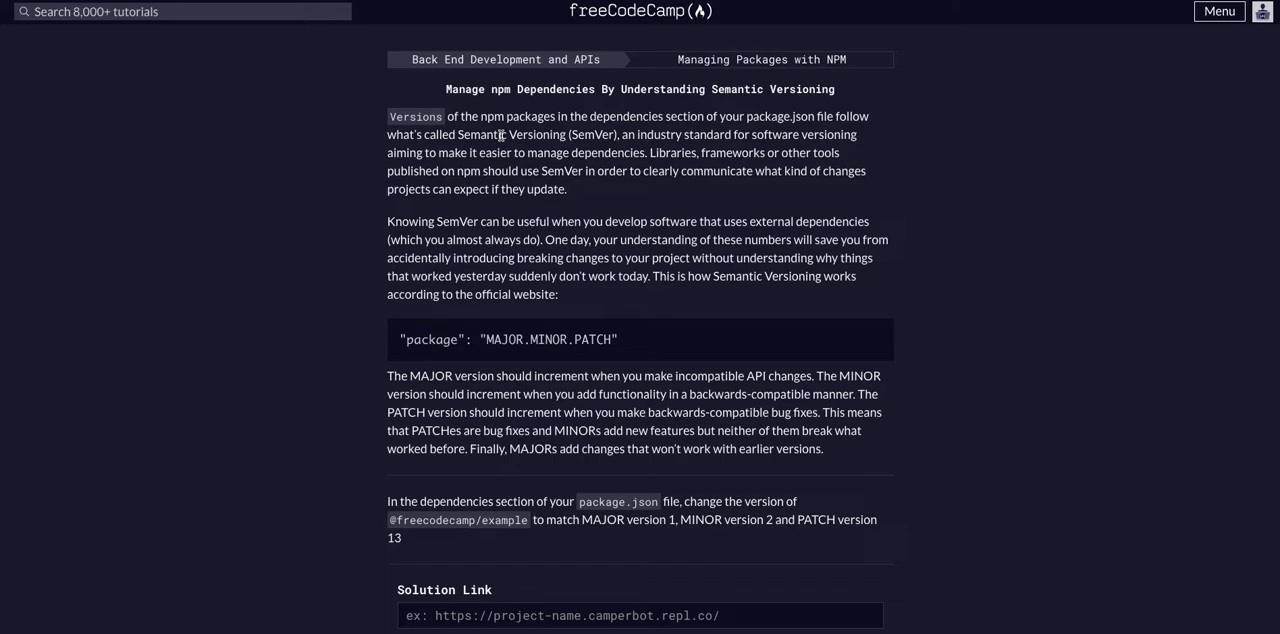 Search 8,000+ tutorials
freeCodeCamp
Menu
Back End Development and APIs
Managing Packages with NPM
Manage npm Dependencies By Understanding Semantic Versioning
Versions of the npm packages in the dependencies section of your package.json file follow
what's called Semantic Versioning (SemVer), an industry standard for software versioning
aiming to make it easier to manage dependencies. Libraries, frameworks or other tools
published on npm should use SemVer in order to clearly communicate what kind of changes
projects can expect if they update.
Knowing SemVer can be useful when you develop software that uses external dependencies
(which you almost always do). One day, your understanding of these numbers will save you from
accidentally introducing breaking changes to your project without understanding why things
that worked yesterday suddenly don't work today. This is how Semantic Versioning works
according to the official website:
"package": "MAJOR.MINOR.PATCH"
The MAJOR version should increment when you make incompatible API changes. The MINOR
version should increment when you add functionality in a backwards-compatible manner. The
PATCH version should increment when you make backwards-compatible bug fixes. This means
that PATCHes are bug fixes and MINORs add new features but neither of them break what
worked before. Finally, MAJORs add changes that won't work with earlier versions.
In the dependencies section of your package.json file, change the version of
@freecodecamp/example to match MAJOR version 1, MINOR version 2 and PATCH version
13
Solution Link
ex: https://project-name.camperbot.repl.co/